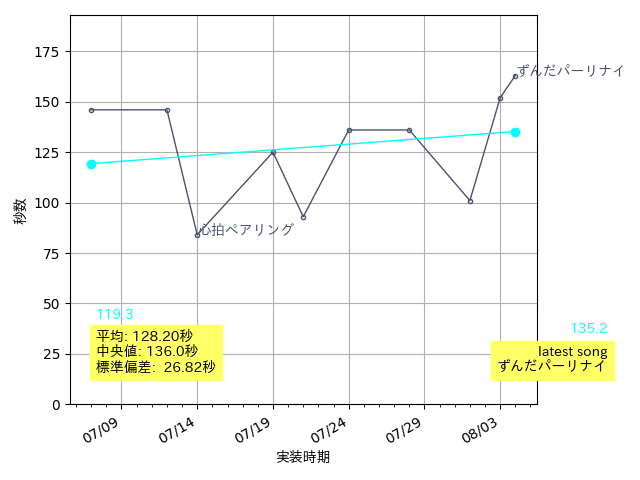 175
150
125
100
75
50
25
0
秒数
ずんだパーリナイ
心拍ペアリング
119.3
平均: 128.20秒
中央値: 136.0秒
標準偏差:  26.82秒
135.2
latest song
ずんだパーリナイ
07/09
07/14
07/19
07/24
07/29
08/03
実装時期